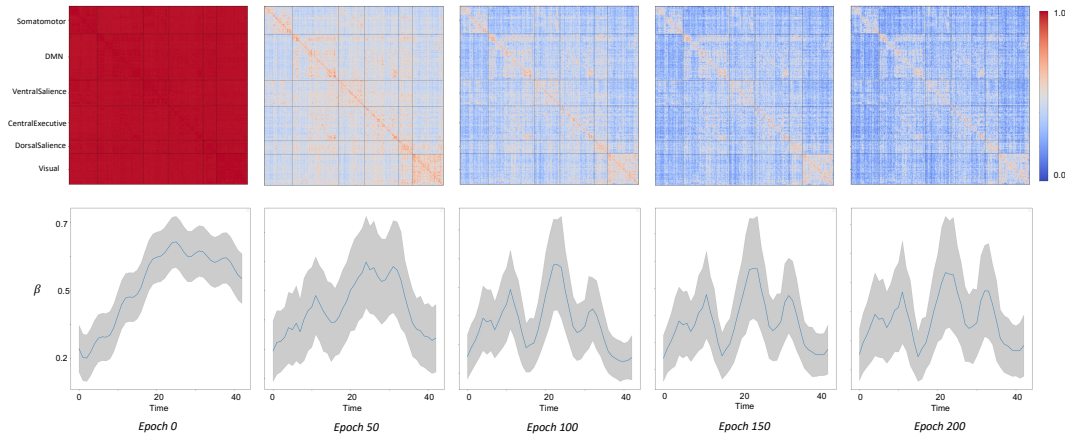 Somatomotor
DMN
VentralSalience
CentralExecutive
DorsalSalience
Visual
1.0
0.0
0.7
0.5
0.2
β
0 20 40
0 20 40
0 20 40
0 20 40
0 20 40
Time Time Time Time Time
Epoch 0 Epoch 50 Epoch 100 Epoch 150 Epoch 200